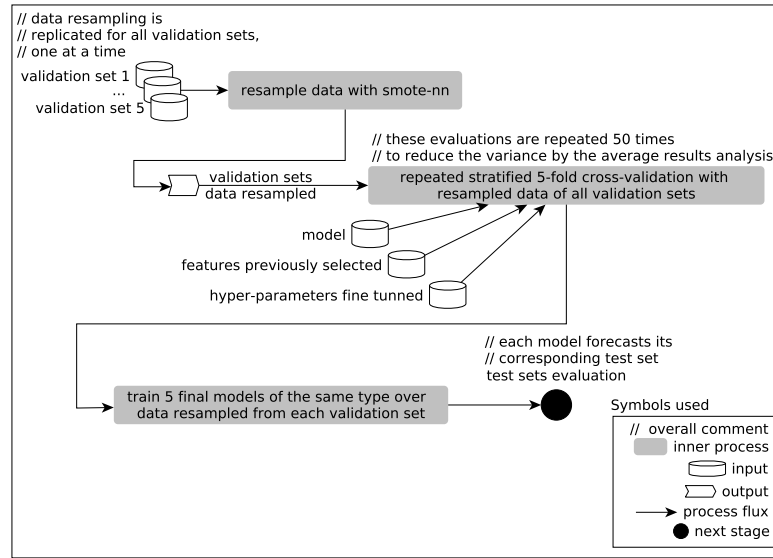 // data resampling is
// replicated for all validation sets,
// one at a time
validation set 1
...
validation set 5
resample data with smote-nn
// these evaluations are repeated 50 times
// to reduce the variance by the average results analysis
validation sets
data resampled
repeated stratified 5-fold cross-validation with
resampled data of all validation sets
model
features previously selected
hyper-parameters fine tunned
// each model forecasts its
// corresponding test set
test sets evaluation
train 5 final models of the same type over
data resampled from each validation set
Symbols used
// overall comment
inner process
input
output
process flux
next stage